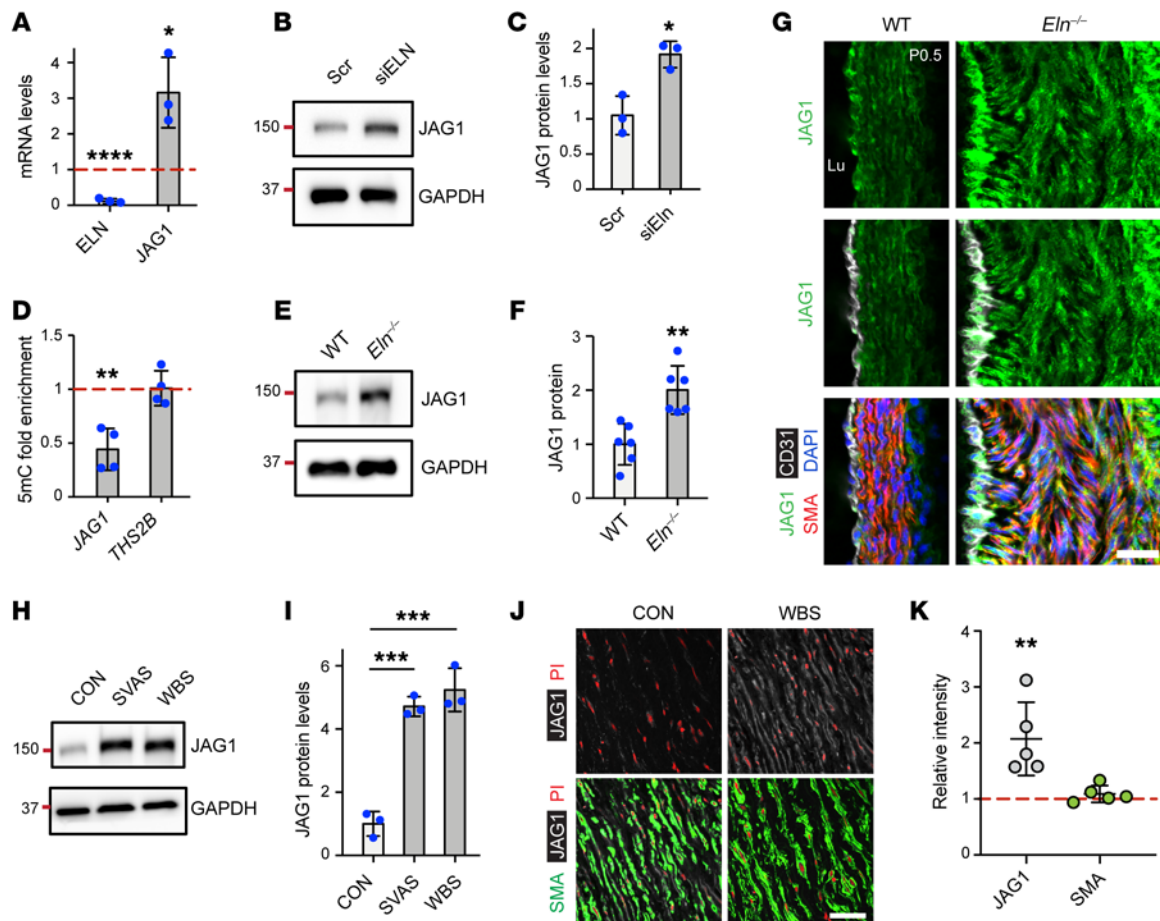 A
mRNA levels
4
3
2
1
0
*
****
ELN
JAG1
B
Scr
siELN
150
JAG1
37
GAPDH
C
JAG1 protein levels
2
1.5
1
0.5
0
*
Scr
siEln
D
5mC fold enrichment
1.5
1
0.5
0
**
JAG1
THS2B
E
WT
Eln–/–
150
JAG1
37
GAPDH
F
JAG1 protein
3
2
1
0
**
WT
Eln–/–
G
WT
Eln–/–
P0.5
Lu
JAG1
JAG1
JAG1 CD31
SMA DAPI
H
CON
SVAS
WBS
150
JAG1
37
GAPDH
I
JAG1 protein levels
6
4
2
0
***
***
CON
SVAS
WBS
J
CON
WBS
JAG1 PI
SMA JAG1 PI
K
Relative intensity
4
3
2
1
0
**
JAG1
SMA